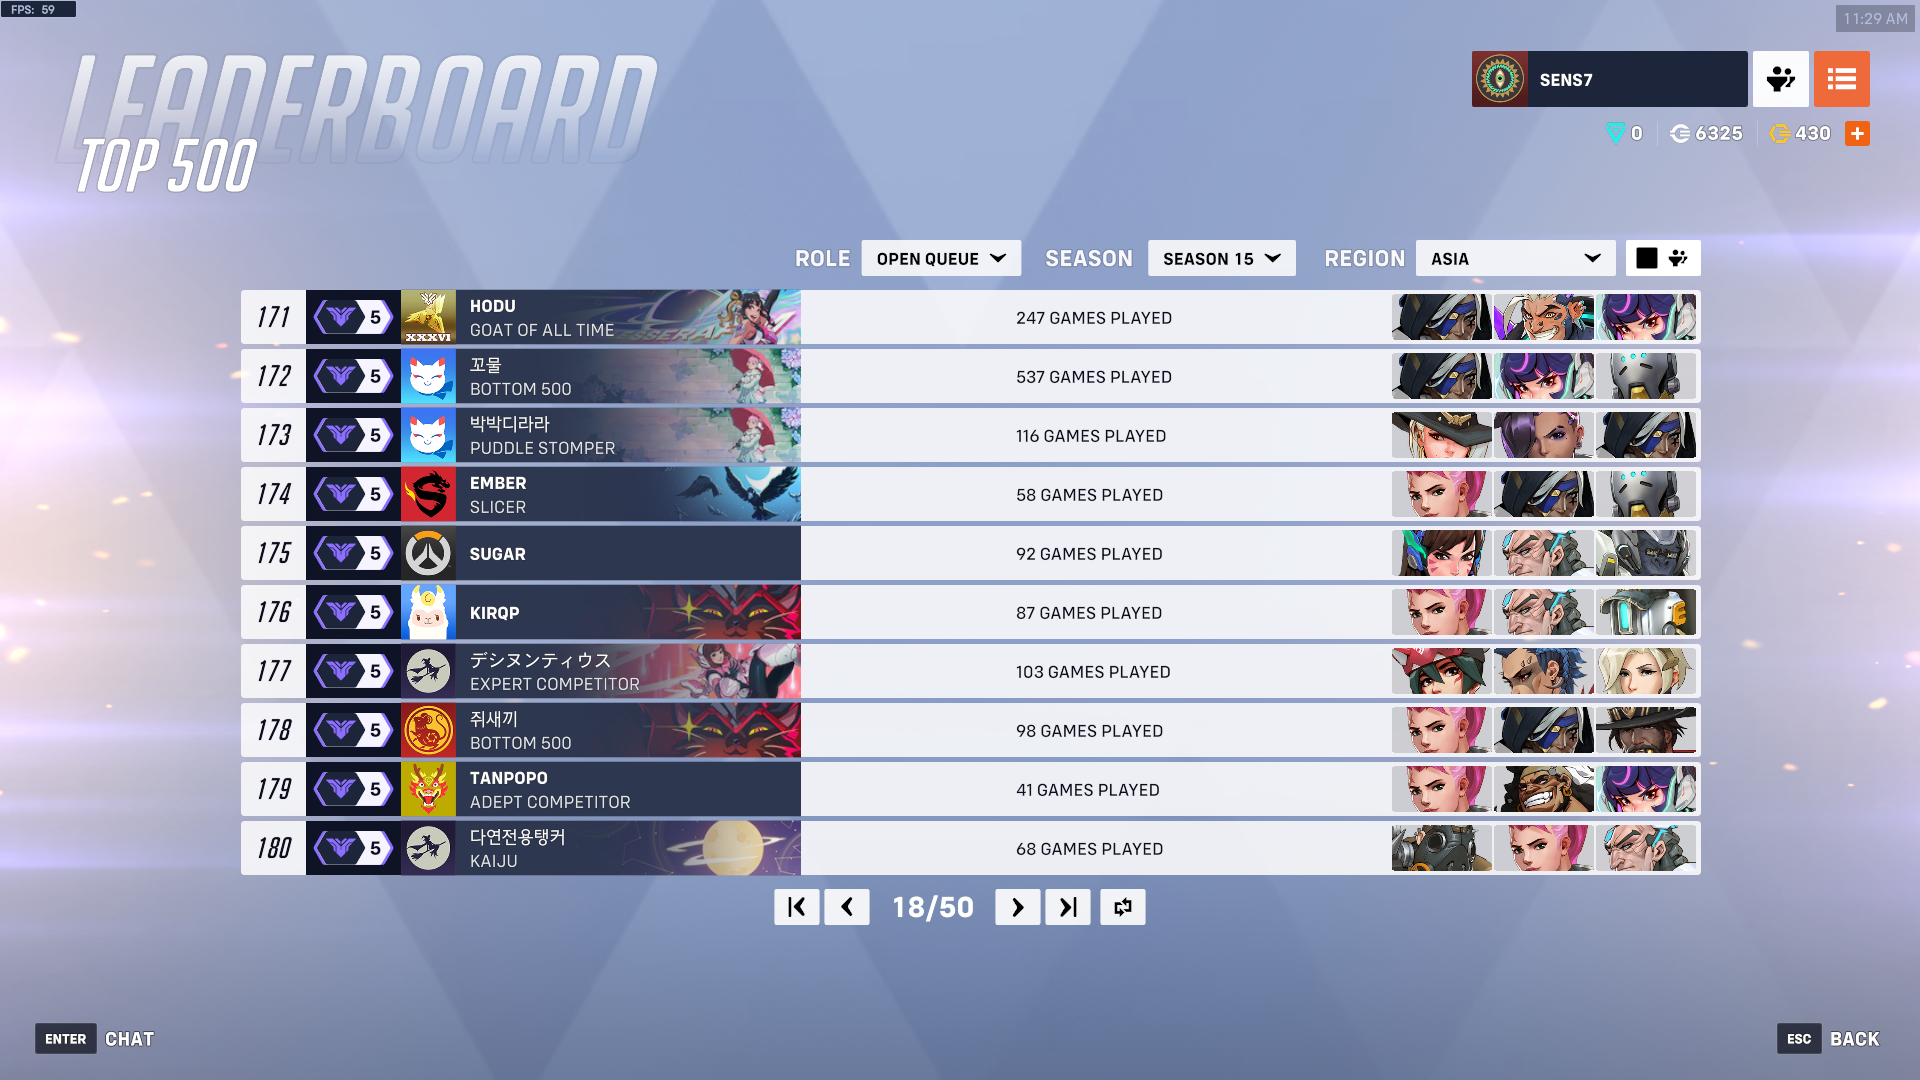 FPS: 59
11:29 AM
LEADERBOARD
TOP 500
SENS7
0 6325 430
ROLE OPEN QUEUE SEASON SEASON 15 REGION ASIA
171 5 HODU 247 GAMES PLAYED
GOAT OF ALL TIME
XXXVI
172 5 꼬물 537 GAMES PLAYED
BOTTOM 500
173 5 박박디라라 116 GAMES PLAYED
PUDDLE STOMPER
174 5 EMBER 58 GAMES PLAYED
SLICER
175 5 SUGAR 92 GAMES PLAYED
176 5 KIRQP 87 GAMES PLAYED
177 5 デシヌンティウス 103 GAMES PLAYED
EXPERT COMPETITOR
178 5 쥐새끼 98 GAMES PLAYED
BOTTOM 500
179 5 TANPOPO 41 GAMES PLAYED
ADEPT COMPETITOR
180 5 다연전용탱커 68 GAMES PLAYED
KAIJU
18/50
ENTER CHAT
ESC BACK